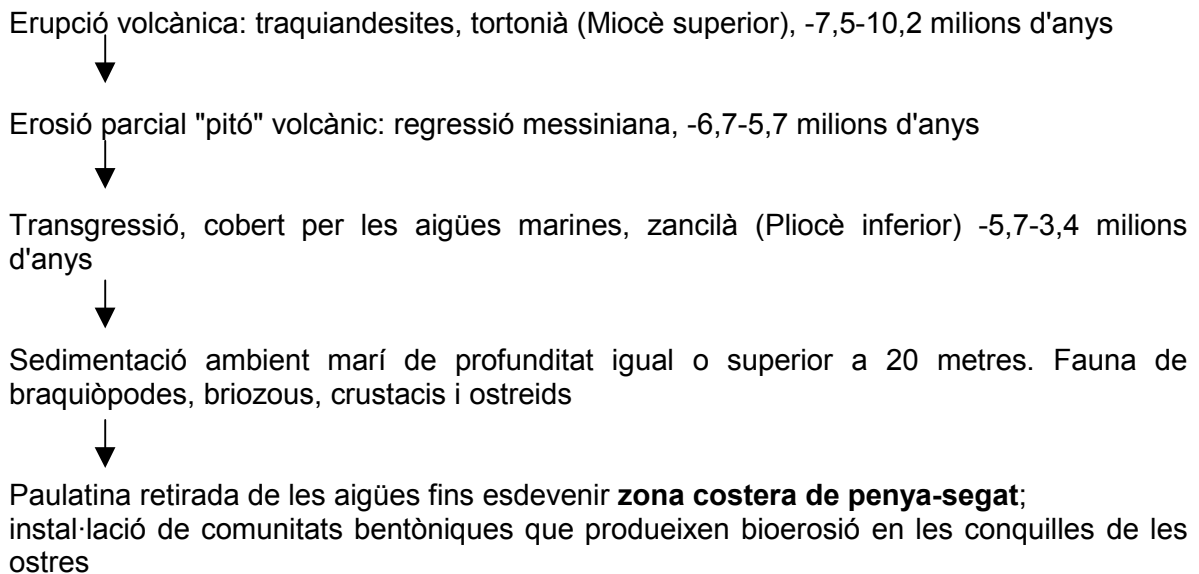 Erupció volcànica: traquiandesites, tortonià (Miocè superior), -7,5-10,2 milions d'anys
Erosió parcial "pitó" volcànic: regressió messiniana, -6,7-5,7 milions d'anys
Transgressió, cobert per les aigües marines, zancilà (Pliocè inferior) -5,7-3,4 milions
d'anys
Sedimentació ambient marí de profunditat igual o superior a 20 metres. Fauna de
braquiòpodes, briozous, crustacis i ostreids
Paulatina retirada de les aigües fins esdevenir zona costera de penya-segat;
instal·lació de comunitats bentòniques que produeixen bioerosió en les conquilles de les
ostres